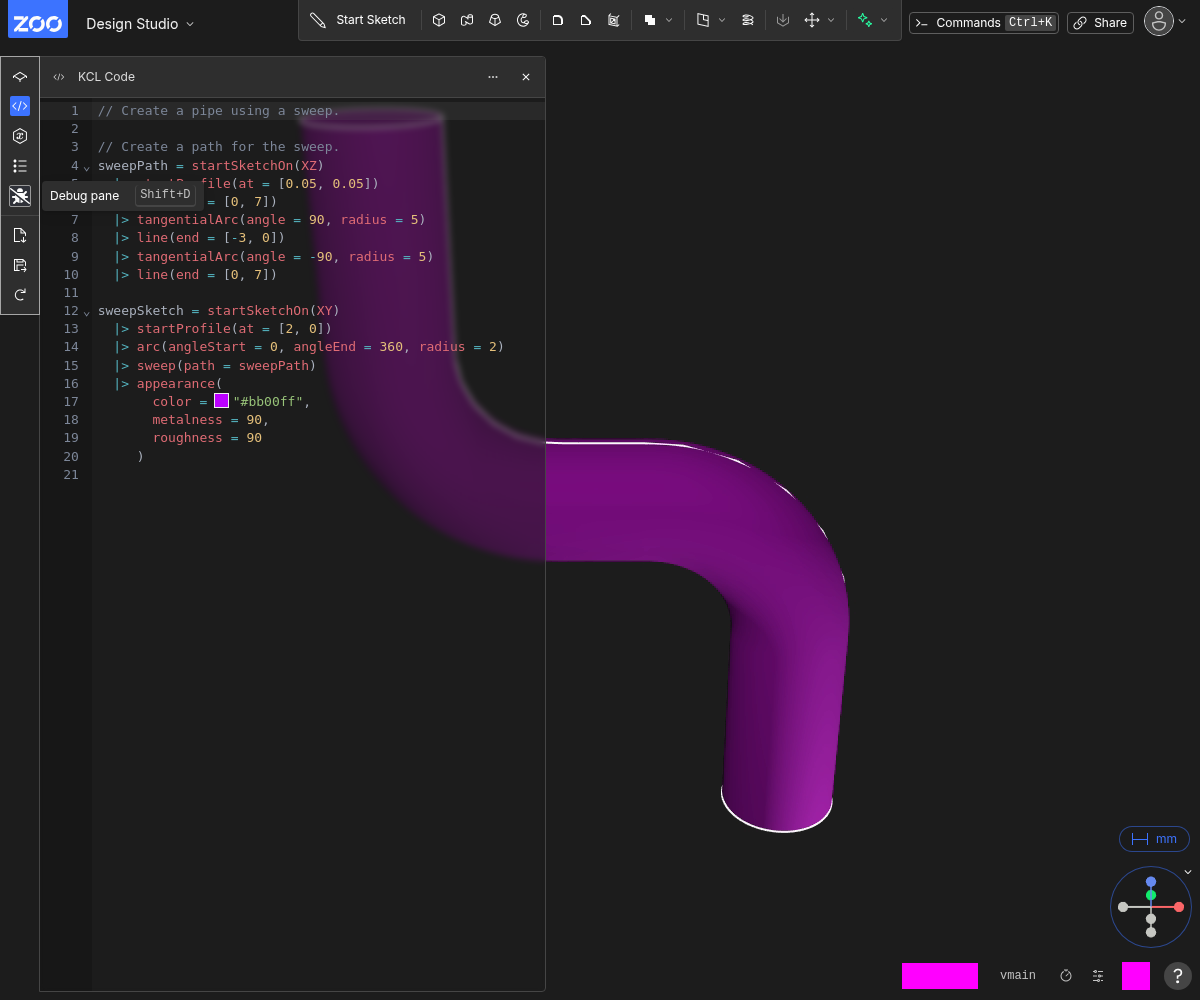 ZOO
Design Studio
Start Sketch
Commands Ctrl+K
Share
KCL Code
1 // Create a pipe using a sweep.
2
3 // Create a path for the sweep.
4 sweepPath = startSketchOn(XZ)
file(at = [0.05, 0.05])
Debug pane Shift+D
= [0, 7])
7 |> tangentialArc(angle = 90, radius = 5)
8 |> line(end = [-3, 0])
9 |> tangentialArc(angle = -90, radius = 5)
10 |> line(end = [0, 7])
11
12 sweepSketch = startSketchOn(XY)
13 |> startProfile(at = [2, 0])
14 |> arc(angleStart = 0, angleEnd = 360, radius = 2)
15 |> sweep(path = sweepPath)
16 |> appearance(
17 color = "#bb00ff",
18 metalness = 90,
19 roughness = 90
20 )
21
mm
vmain
?